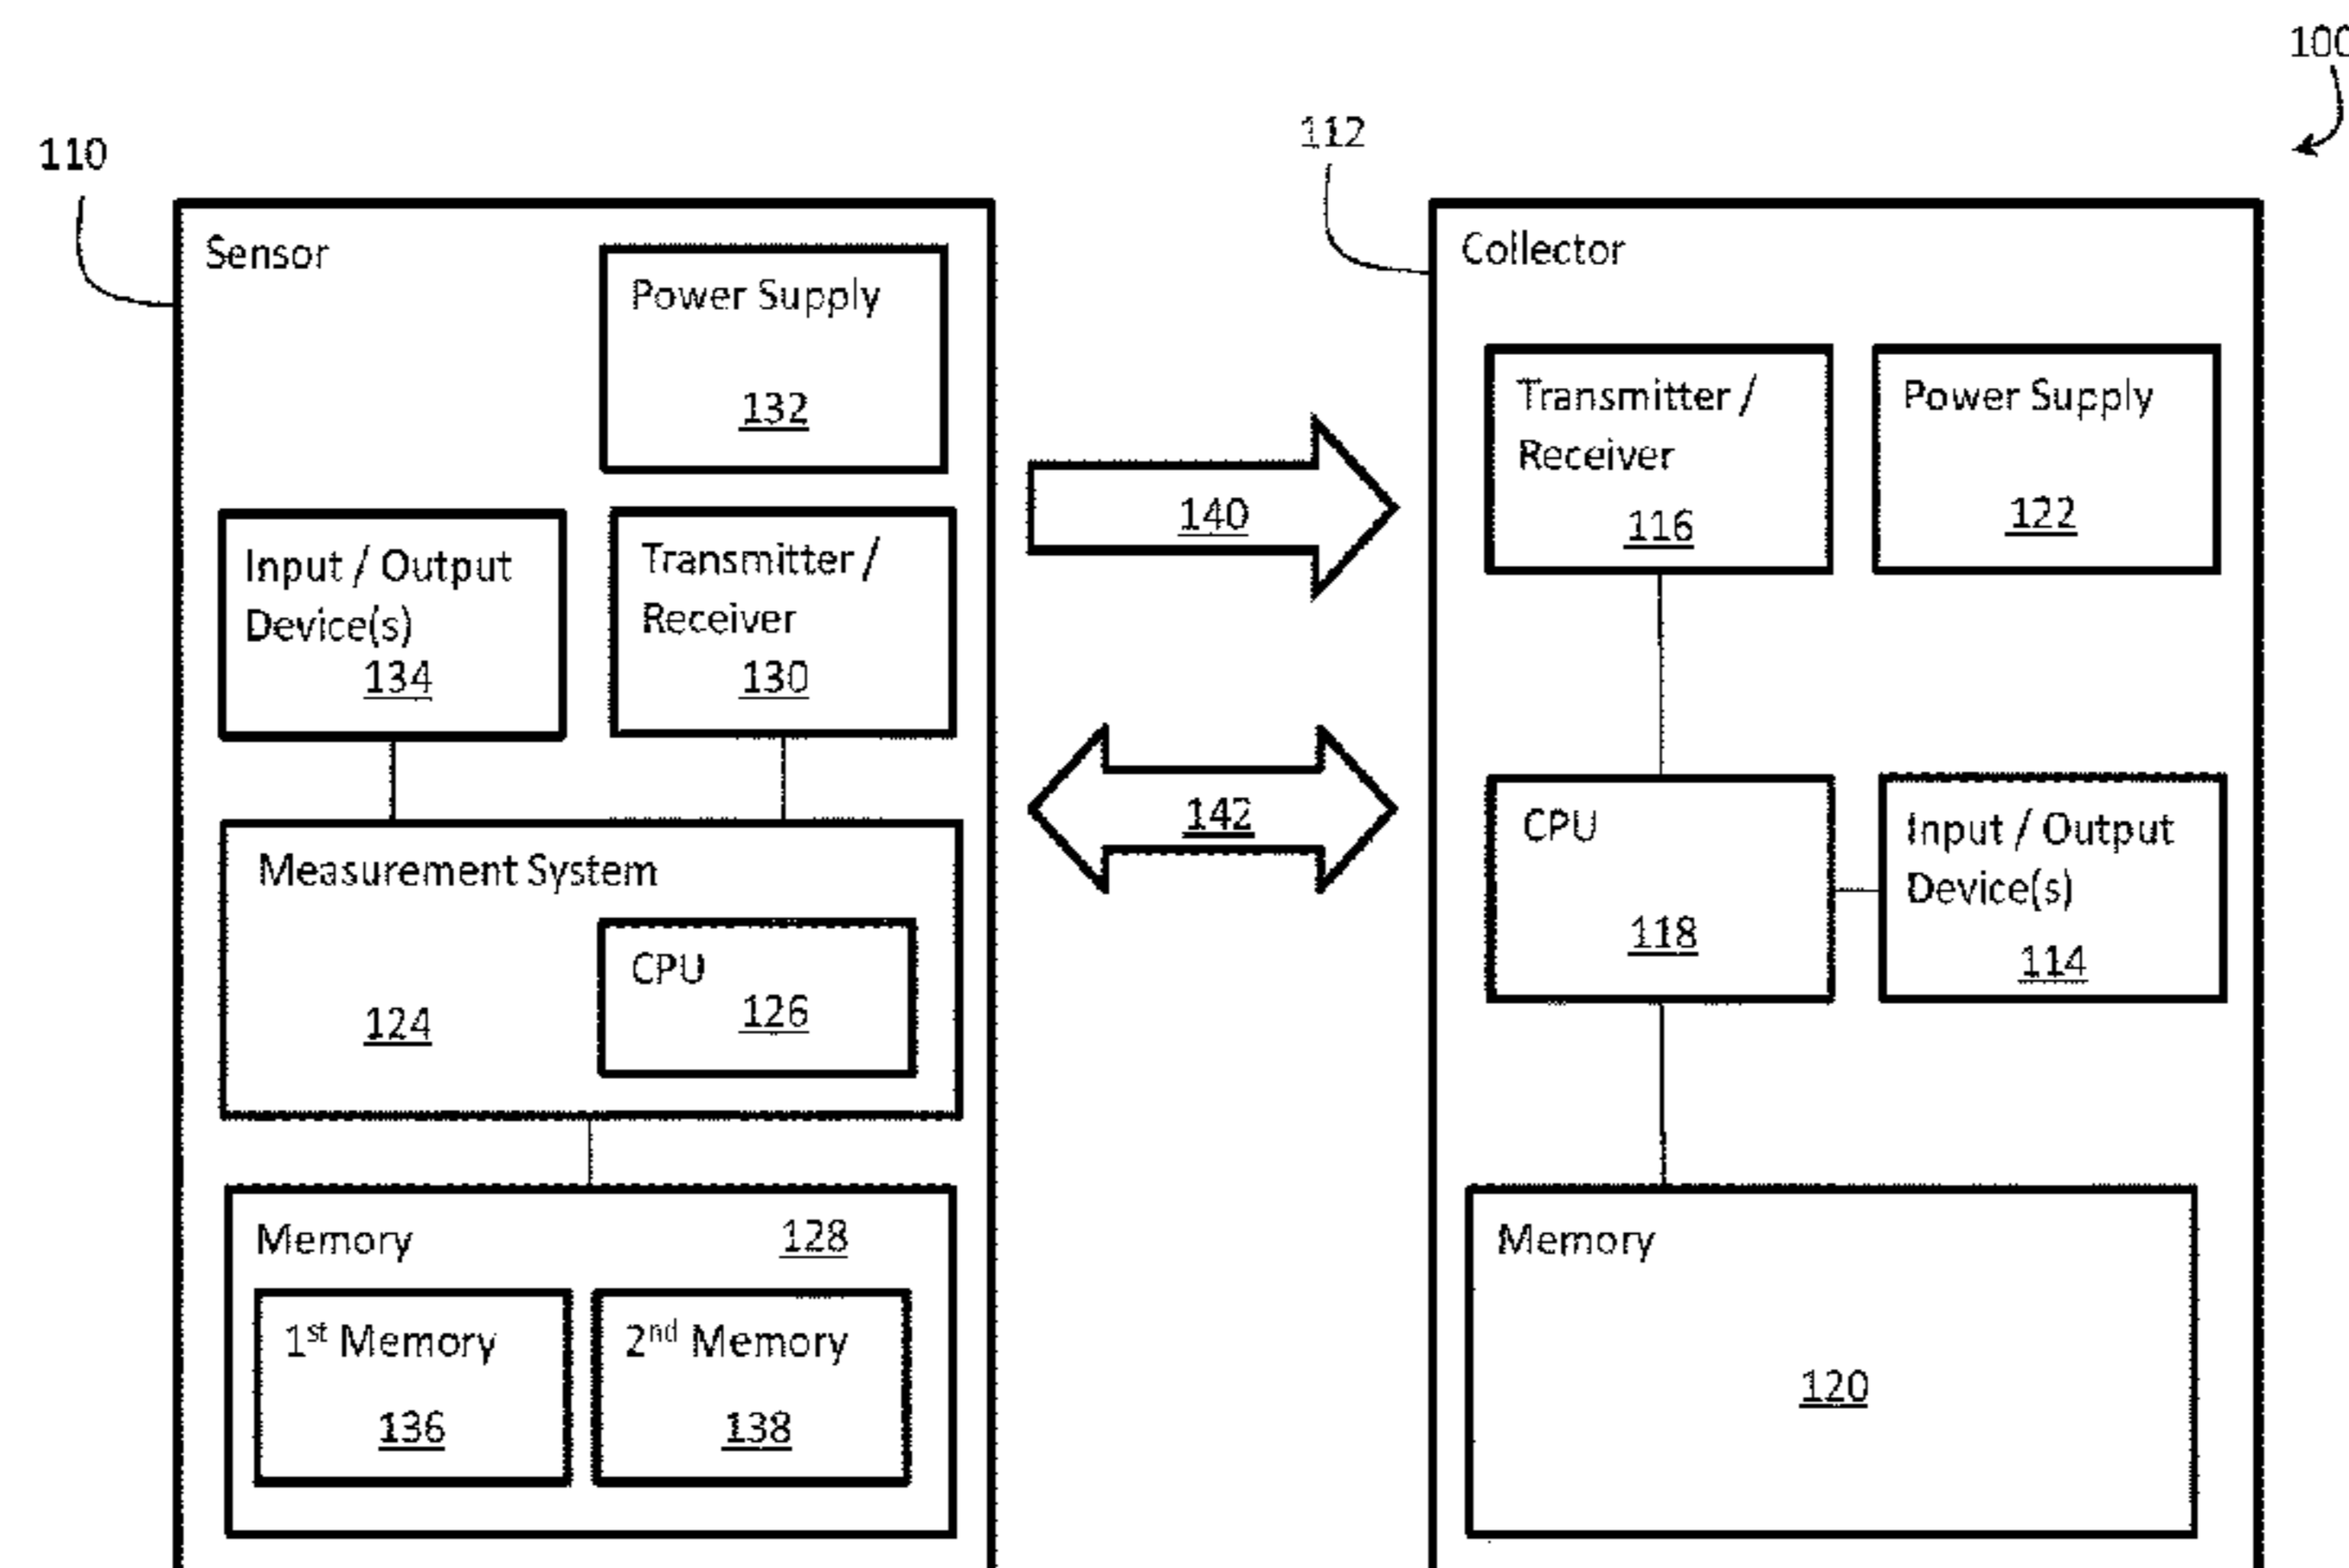 100
110
112
Sensor
Power Supply
132
Input / Output
Device(s)
134
Transmitter /
Receiver
130
Measurement System
124
CPU
126
Memory
128
1st Memory
136
2nd Memory
138
140
142
Collector
Transmitter /
Receiver
116
Power Supply
122
CPU
118
Input / Output
Device(s)
114
Memory
120